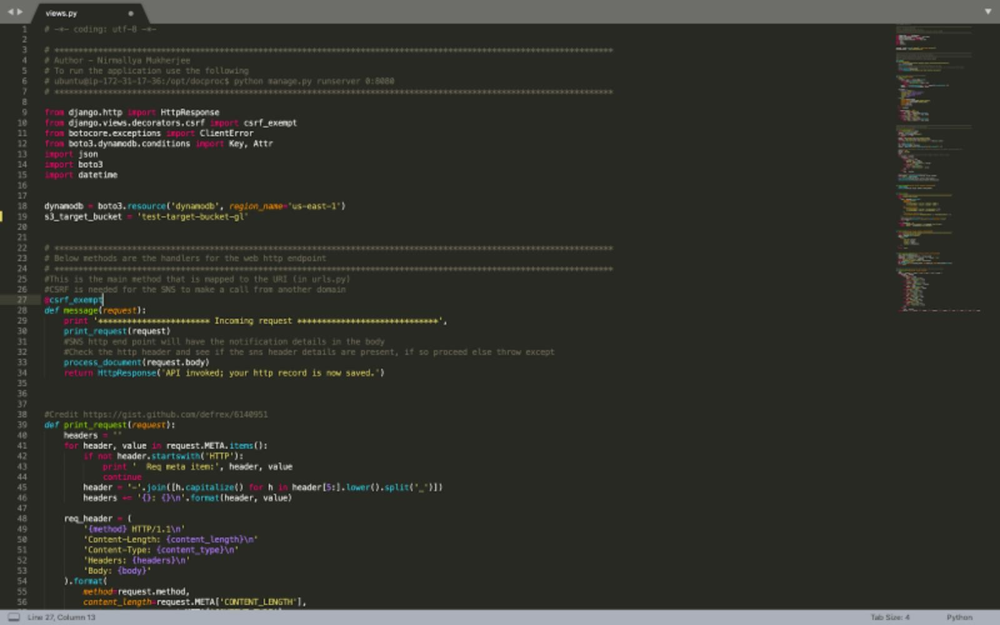 views.py
1 # -*- coding: utf-8 -*-
2
3 # *******************************************************************************************************************
4 # Author - Nirmallya Mukherjee
5 # To run the application use the following
6 # ubuntu@ip-172-31-17-36:/opt/docproc$ python manage.py runserver 0:8080
7 # *******************************************************************************************************************
8
9 from django.http import HttpResponse
10 from django.views.decorators.csrf import csrf_exempt
11 from botocore.exceptions import ClientError
12 from boto3.dynamodb.conditions import Key, Attr
13 import json
14 import boto3
15 import datetime
16
17
18 dynamodb = boto3.resource('dynamodb', region_name='us-east-1')
19 s3_target_bucket = 'test-target-bucket-gl'
20
21
22 # *******************************************************************************************************************
23 # Below methods are the handlers for the web http endpoint
24 # *******************************************************************************************************************
25 #This is the main method that is mapped to the URI (in urls.py)
26 #CSRF is needed for the SNS to make a call from another domain
27 @csrf_exempt
28 def message(request):
29     print '*********************** Incoming request *****************************',
30     print_request(request)
31     #SNS http end point will have the notification details in the body
32     #Check the http header and see if the sns header details are present, if so proceed else throw except
33     process_document(request.body)
34     return HttpResponse('API invoked; your http record is now saved.')
35
36
37
38 #Credit https://gist.github.com/defrex/6140951
39 def print_request(request):
40     headers = ''
41     for header, value in request.META.items():
42         if not header.startswith('HTTP'):
43             print '  Req meta item:', header, value
44             continue
45         header = '-'.join([h.capitalize() for h in header[5:].lower().split('_')])
46         headers += '{}: {}\n'.format(header, value)
47
48     req_header = (
49         '{method} HTTP/1.1\n'
50         'Content-Length: {content_length}\n'
51         'Content-Type: {content_type}\n'
52         'Headers: {headers}\n'
53         'Body: {body}'
54     ).format(
55         method=request.method,
56         content_length=request.META['CONTENT_LENGTH'],
Line 27, Column 13
Tab Size: 4
Python